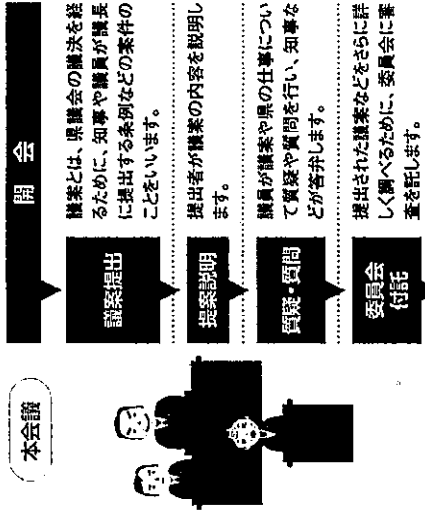 本会議
開会
議案提出
議案とは、県議会の議決を経
るために、知事や議員が議長
に提出する条例などの案件の
ことをいいます。
提案説明
提出者が議案の内容を説明し
ます。
質疑・質問
議員が議案や県の仕事につい
て質疑や質問を行い、知事な
どが答弁します。
委員会
付託
提出された議案などをさらに詳
しく調べるために、委員会に審
査を託します。